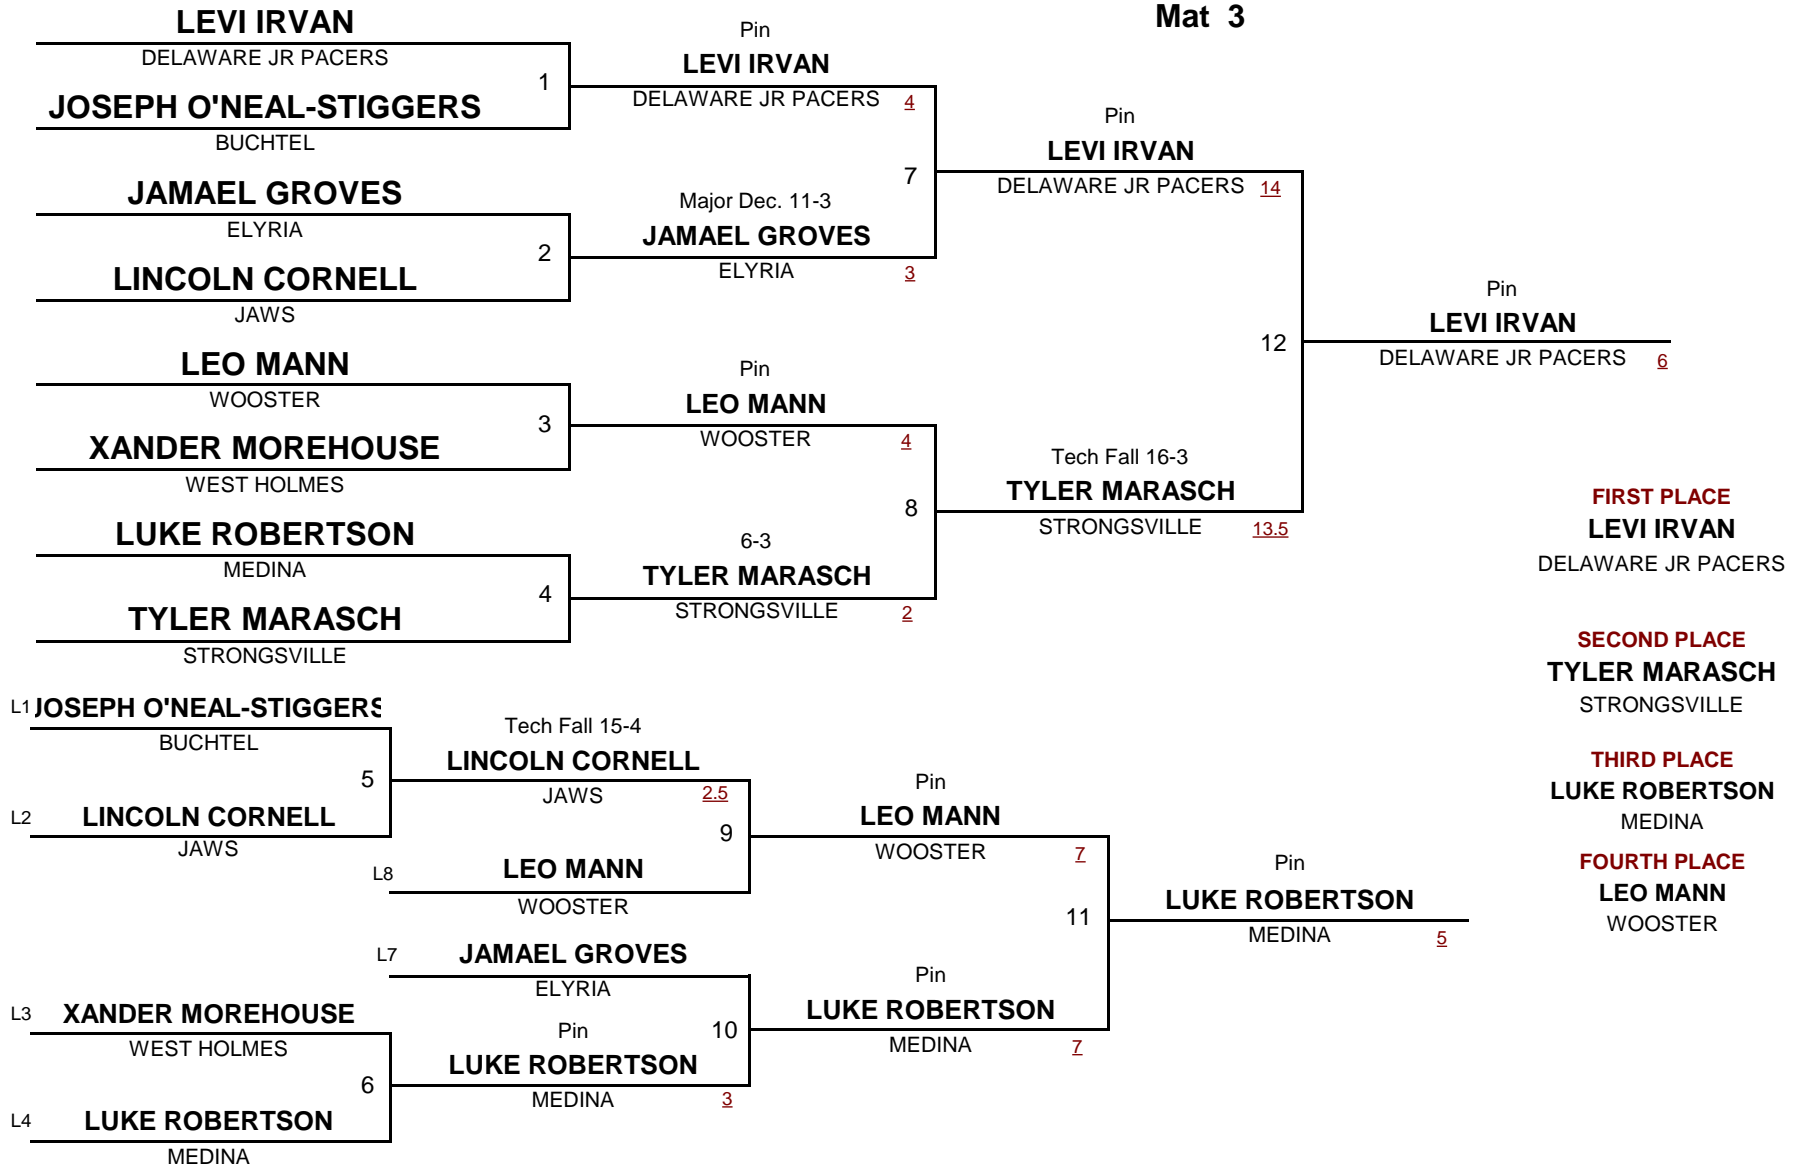 Mat 3
LEVI IRVAN
DELAWARE JR PACERS
1
JOSEPH O'NEAL-STIGGERS
BUCHTEL
JAMAEL GROVES
ELYRIA
2
LINCOLN CORNELL
JAWS
LEO MANN
WOOSTER
3
XANDER MOREHOUSE
WEST HOLMES
LUKE ROBERTSON
MEDINA
4
TYLER MARASCH
STRONGSVILLE
Pin
LEVI IRVAN
DELAWARE JR PACERS 4
7
Major Dec. 11-3
JAMAEL GROVES
ELYRIA 3
Pin
LEO MANN
WOOSTER 4
8
6-3
TYLER MARASCH
STRONGSVILLE 2
Pin
LEVI IRVAN
DELAWARE JR PACERS 14
12
Tech Fall 16-3
TYLER MARASCH
STRONGSVILLE 13.5
Pin
LEVI IRVAN
DELAWARE JR PACERS 6
FIRST PLACE
LEVI IRVAN
DELAWARE JR PACERS
SECOND PLACE
TYLER MARASCH
STRONGSVILLE
THIRD PLACE
LUKE ROBERTSON
MEDINA
FOURTH PLACE
LEO MANN
WOOSTER
L1 JOSEPH O'NEAL-STIGGERS
BUCHTEL
5
L2 LINCOLN CORNELL
JAWS
Tech Fall 15-4
LINCOLN CORNELL
JAWS 2.5
9
L8 LEO MANN
WOOSTER
L7 JAMAEL GROVES
ELYRIA
L3 XANDER MOREHOUSE
WEST HOLMES
6
L4 LUKE ROBERTSON
MEDINA
Pin 10
LUKE ROBERTSON
MEDINA 3
Pin
LEO MANN
WOOSTER 7
11
Pin
LUKE ROBERTSON
MEDINA 7
Pin
LUKE ROBERTSON
MEDINA 5